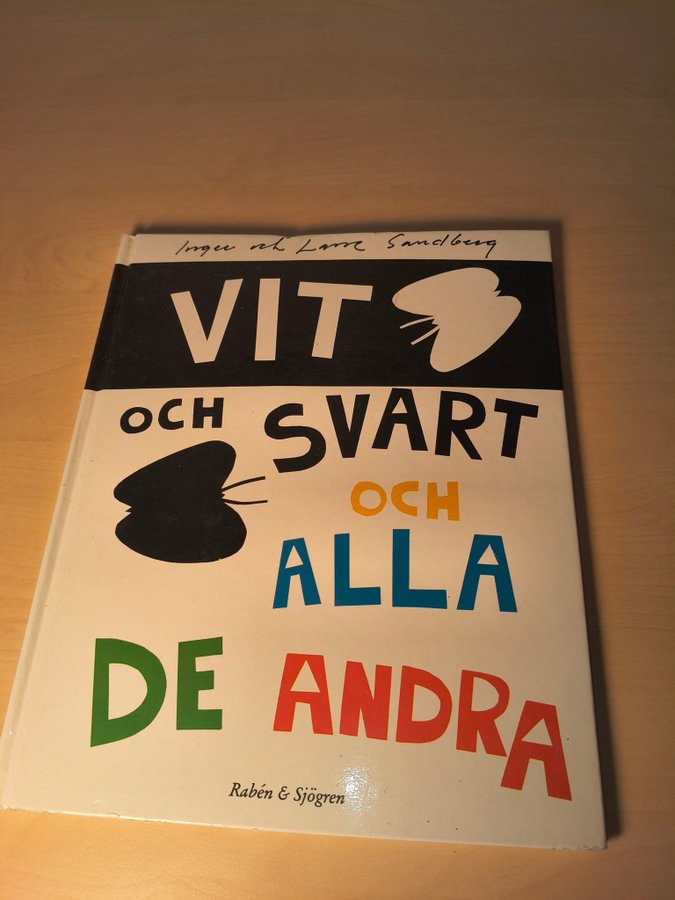 Inger och Lasse Sandberg
VIT
OCH SVART
OCH
ALLA
DE ANDRA
Rabén & Sjögren